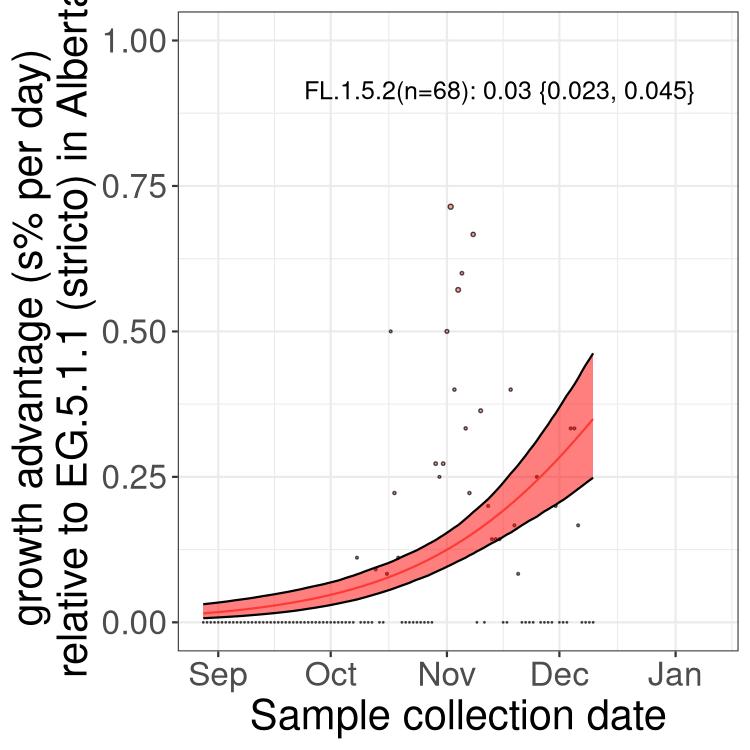 growth advantage (s% per day)
relative to EG.5.1.1 (stricto) in Alberta
1.00
0.75
0.50
0.25
0.00
FL.1.5.2(n=68): 0.03 {0.023, 0.045}
Sep Oct Nov Dec Jan
Sample collection date